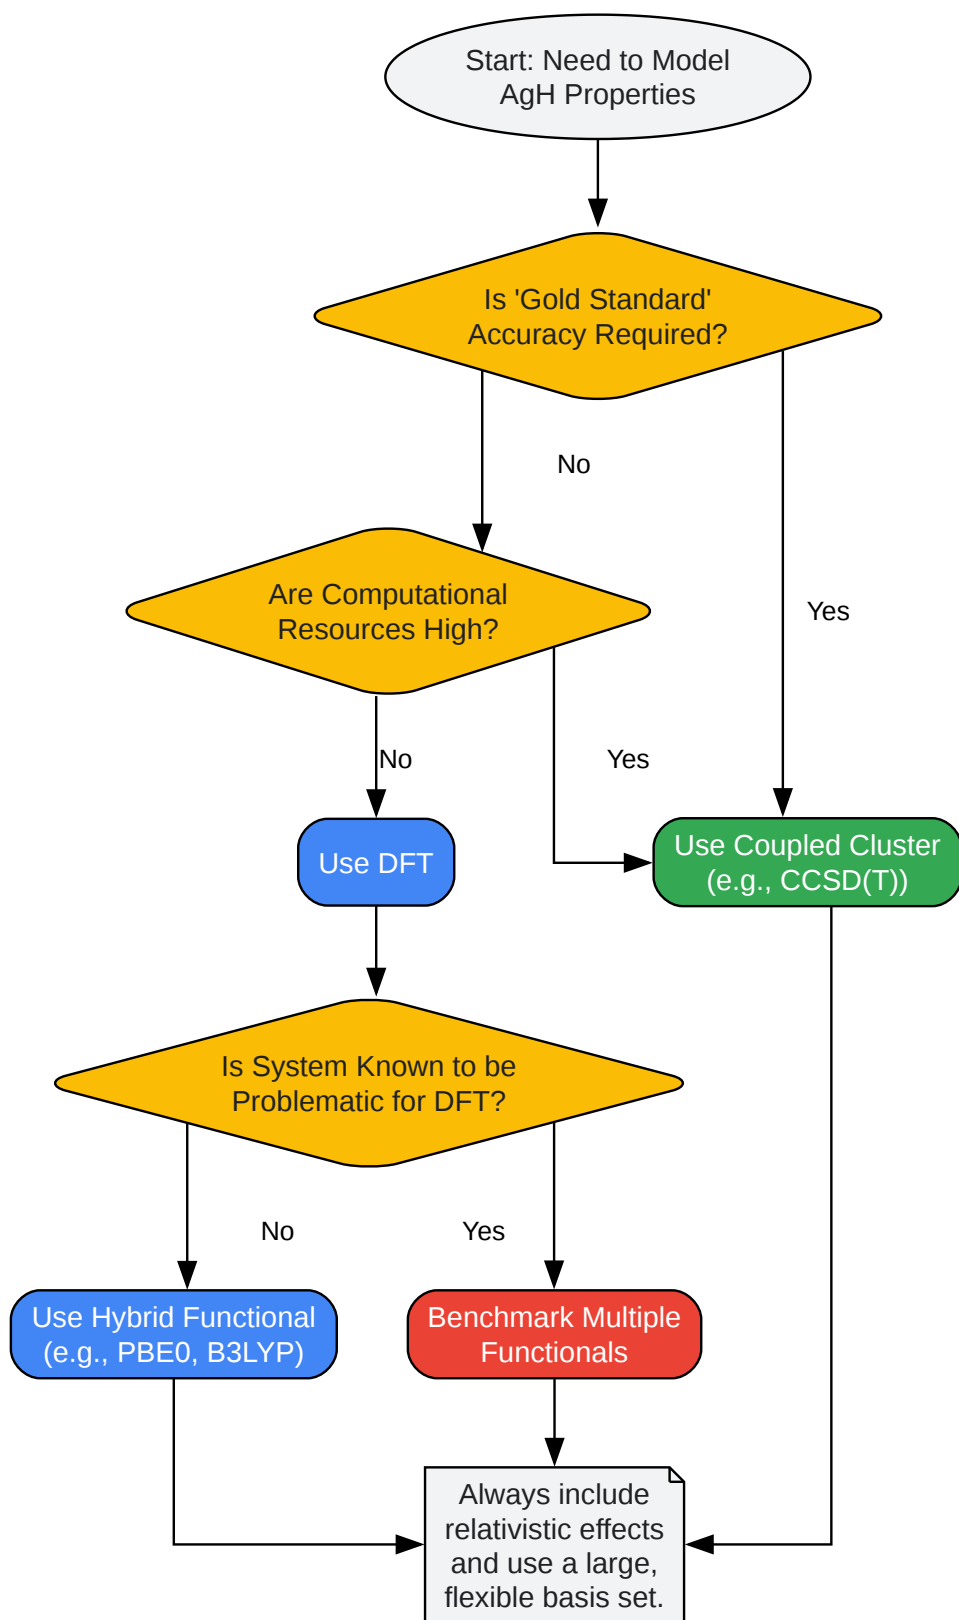 Start: Need to Model
AgH Properties
Is 'Gold Standard'
Accuracy Required?
No
Are Computational
Resources High?
Yes
No
Yes
Use DFT
Use Coupled Cluster
(e.g., CCSD(T))
Is System Known to be
Problematic for DFT?
No
Yes
Use Hybrid Functional
(e.g., PBE0, B3LYP)
Benchmark Multiple
Functionals
Always include
relativistic effects
and use a large,
flexible basis set.